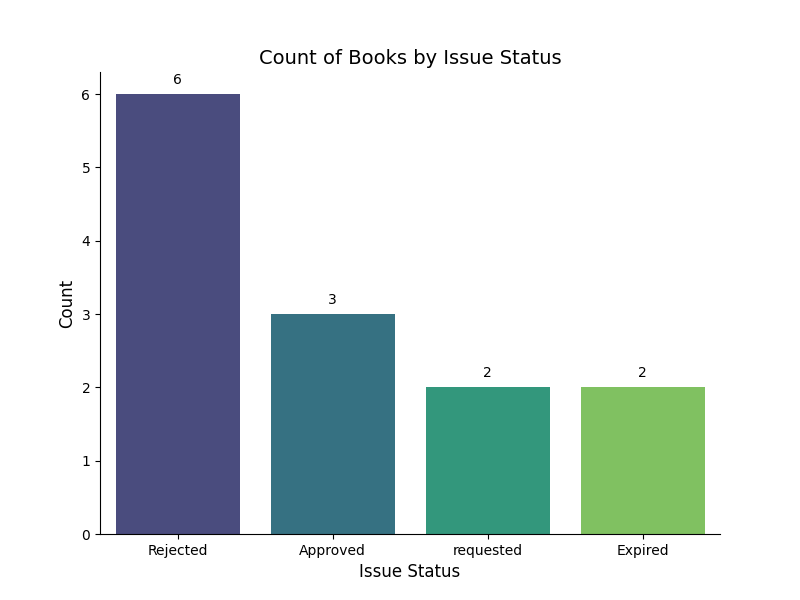 Count of Books by Issue Status
6
3
2
2
6
5
4
3
2
1
0
Count
Rejected
Approved
requested
Expired
Issue Status